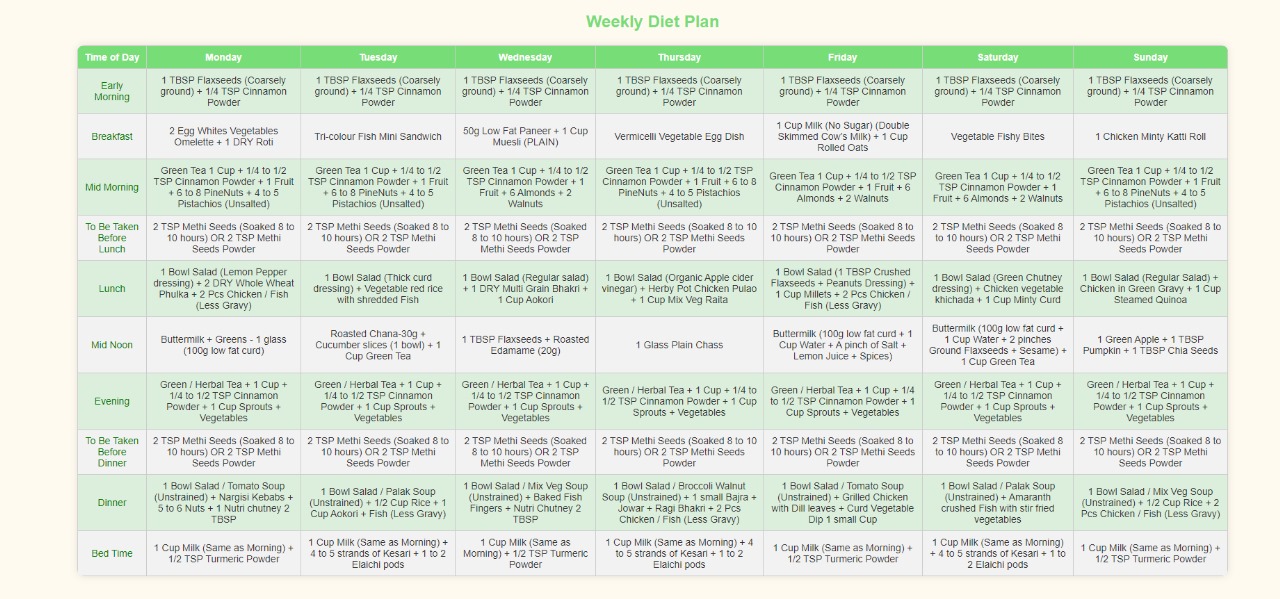 Weekly Diet Plan
Time of Day
Monday
Tuesday
Wednesday
Thursday
Friday
Saturday
Sunday
Early
Morning
1 TBSP Flaxseeds (Coarsely
ground) + 1/4 TSP Cinnamon
Powder
1 TBSP Flaxseeds (Coarsely
ground) + 1/4 TSP Cinnamon
Powder
1 TBSP Flaxseeds (Coarsely
ground) + 1/4 TSP Cinnamon
Powder
1 TBSP Flaxseeds (Coarsely
ground) + 1/4 TSP Cinnamon
Powder
1 TBSP Flaxseeds (Coarsely
ground) + 1/4 TSP Cinnamon
Powder
1 TBSP Flaxseeds (Coarsely
ground) + 1/4 TSP Cinnamon
Powder
1 TBSP Flaxseeds (Coarsely
ground) + 1/4 TSP Cinnamon
Powder
Breakfast
2 Egg Whites Vegetables
Omelette + 1 DRY Roti
Tri-colour Fish Mini Sandwich
50g Low Fat Paneer + 1 Cup
Muesli (PLAIN)
Vermicelli Vegetable Egg Dish
1 Cup Milk (No Sugar) (Double
Skimmed Cow's Milk) + 1 Cup
Rolled Oats
Vegetable Fishy Bites
1 Chicken Minty Katti Roll
Mid Morning
Green Tea 1 Cup + 1/4 to 1/2
TSP Cinnamon Powder + 1 Fruit
+ 6 to 8 PineNuts + 4 to 5
Pistachios (Unsalted)
Green Tea 1 Cup + 1/4 to 1/2
TSP Cinnamon Powder + 1 Fruit
+ 6 to 8 PineNuts + 4 to 5
Pistachios (Unsalted)
Green Tea 1 Cup + 1/4 to 1/2
TSP Cinnamon Powder + 1
Fruit + 6 Almonds + 2
Walnuts
Green Tea 1 Cup + 1/4 to 1/2 TSP
Cinnamon Powder + 1 Fruit + 6 to 8
PineNuts + 4 to 5 Pistachios
(Unsalted)
Green Tea 1 Cup + 1/4 to 1/2 TSP
Cinnamon Powder + 1 Fruit + 6
Almonds + 2 Walnuts
Green Tea 1 Cup + 1/4 to 1/2
TSP Cinnamon Powder + 1
Fruit + 6 Almonds + 2 Walnuts
Green Tea 1 Cup + 1/4 to 1/2
TSP Cinnamon Powder + 1 Fruit
+ 6 to 8 PineNuts + 4 to 5
Pistachios (Unsalted)
To Be Taken
Before
Lunch
2 TSP Methi Seeds (Soaked 8 to
10 hours) OR 2 TSP Methi
Seeds Powder
2 TSP Methi Seeds (Soaked 8 to
10 hours) OR 2 TSP Methi
Seeds Powder
2 TSP Methi Seeds (Soaked
8 to 10 hours) OR 2 TSP
Methi Seeds Powder
2 TSP Methi Seeds (Soaked 8 to 10
hours) OR 2 TSP Methi Seeds
Powder
2 TSP Methi Seeds (Soaked 8 to
10 hours) OR 2 TSP Methi Seeds
Powder
2 TSP Methi Seeds (Soaked 8
to 10 hours) OR 2 TSP Methi
Seeds Powder
2 TSP Methi Seeds (Soaked 8 to
10 hours) OR 2 TSP Methi
Seeds Powder
Lunch
1 Bowl Salad (Lemon Pepper
dressing) + 2 DRY Whole Wheat
Phulka + 2 Pcs Chicken / Fish
(Less Gravy)
1 Bowl Salad (Thick curd
dressing) + Vegetable red rice
with shredded Fish
1 Bowl Salad (Regular salad)
+ 1 DRY Multi Grain Bhakri +
1 Cup Aokori
1 Bowl Salad (Organic Apple cider
vinegar) + Herby Pot Chicken Pulao
+ 1 Cup Mix Veg Raita
1 Bowl Salad (1 TBSP Crushed
Flaxseeds + Peanuts Dressing) +
1 Cup Millets + 2 Pcs Chicken /
Fish (Less Gravy)
1 Bowl Salad (Green Chutney
dressing) + Chicken vegetable
khichada + 1 Cup Minty Curd
1 Bowl Salad (Regular Salad) +
Chicken in Green Gravy + 1 Cup
Steamed Quinoa
Mid Noon
Buttermilk + Greens - 1 glass
(100g low fat curd)
Roasted Chana-30g +
Cucumber slices (1 bowl) + 1
Cup Green Tea
1 TBSP Flaxseeds + Roasted
Edamame (20g)
1 Glass Plain Chass
Buttermilk (100g low fat curd + 1
Cup Water + A pinch of Salt +
Lemon Juice + Spices)
Buttermilk (100g low fat curd +
1 Cup Water + 2 pinches
Ground Flaxseeds + Sesame) +
1 Cup Green Tea
1 Green Apple + 1 TBSP
Pumpkin + 1 TBSP Chia Seeds
Evening
Green / Herbal Tea + 1 Cup +
1/4 to 1/2 TSP Cinnamon
Powder + 1 Cup Sprouts +
Vegetables
Green / Herbal Tea + 1 Cup +
1/4 to 1/2 TSP Cinnamon
Powder + 1 Cup Sprouts +
Vegetables
Green / Herbal Tea + 1 Cup +
1/4 to 1/2 TSP Cinnamon
Powder + 1 Cup Sprouts +
Vegetables
Green / Herbal Tea + 1 Cup + 1/4 to
1/2 TSP Cinnamon Powder + 1 Cup
Sprouts + Vegetables
Green / Herbal Tea + 1 Cup + 1/4
to 1/2 TSP Cinnamon Powder + 1
Cup Sprouts + Vegetables
Green / Herbal Tea + 1 Cup +
1/4 to 1/2 TSP Cinnamon
Powder + 1 Cup Sprouts +
Vegetables
Green / Herbal Tea + 1 Cup +
1/4 to 1/2 TSP Cinnamon
Powder + 1 Cup Sprouts +
Vegetables
To Be Taken
Before
Dinner
2 TSP Methi Seeds (Soaked 8 to
10 hours) OR 2 TSP Methi
Seeds Powder
2 TSP Methi Seeds (Soaked 8 to
10 hours) OR 2 TSP Methi
Seeds Powder
2 TSP Methi Seeds (Soaked
8 to 10 hours) OR 2 TSP
Methi Seeds Powder
2 TSP Methi Seeds (Soaked 8 to 10
hours) OR 2 TSP Methi Seeds
Powder
2 TSP Methi Seeds (Soaked 8 to
10 hours) OR 2 TSP Methi Seeds
Powder
2 TSP Methi Seeds (Soaked 8
to 10 hours) OR 2 TSP Methi
Seeds Powder
2 TSP Methi Seeds (Soaked 8 to
10 hours) OR 2 TSP Methi
Seeds Powder
Dinner
1 Bowl Salad / Tomato Soup
(Unstrained) + Nargisi Kebabs +
5 to 6 Nuts + 1 Nutri chutney 2
TBSP
1 Bowl Salad / Palak Soup
(Unstrained) + 1/2 Cup Rice + 1
Cup Aokori + Fish (Less Gravy)
1 Bowl Salad / Mix Veg Soup
(Unstrained) + Baked Fish
Fingers + Nutri Chutney 2
TBSP
1 Bowl Salad / Broccoli Walnut
Soup (Unstrained) + 1 small Bajra +
Jowar + Ragi Bhakri + 2 Pcs
Chicken / Fish (Less Gravy)
1 Bowl Salad / Tomato Soup
(Unstrained) + Grilled Chicken
with Dill leaves + Curd Vegetable
Dip 1 small Cup
1 Bowl Salad / Palak Soup
(Unstrained) + Amaranth
crushed Fish with stir fried
vegetables
1 Bowl Salad / Mix Veg Soup
(Unstrained) + 1/2 Cup Rice + 2
Pcs Chicken / Fish (Less Gravy)
Bed Time
1 Cup Milk (Same as Morning) +
1/2 TSP Turmeric Powder
1 Cup Milk (Same as Morning) +
4 to 5 strands of Kesari + 1 to 2
Elaichi pods
1 Cup Milk (Same as
Morning) + 1/2 TSP Turmeric
Powder
1 Cup Milk (Same as Morning) + 4
to 5 strands of Kesari + 1 to 2
Elaichi pods
1 Cup Milk (Same as Morning) +
1/2 TSP Turmeric Powder
1 Cup Milk (Same as Morning)
+ 4 to 5 strands of Kesari + 1 to
2 Elaichi pods
1 Cup Milk (Same as Morning) +
1/2 TSP Turmeric Powder